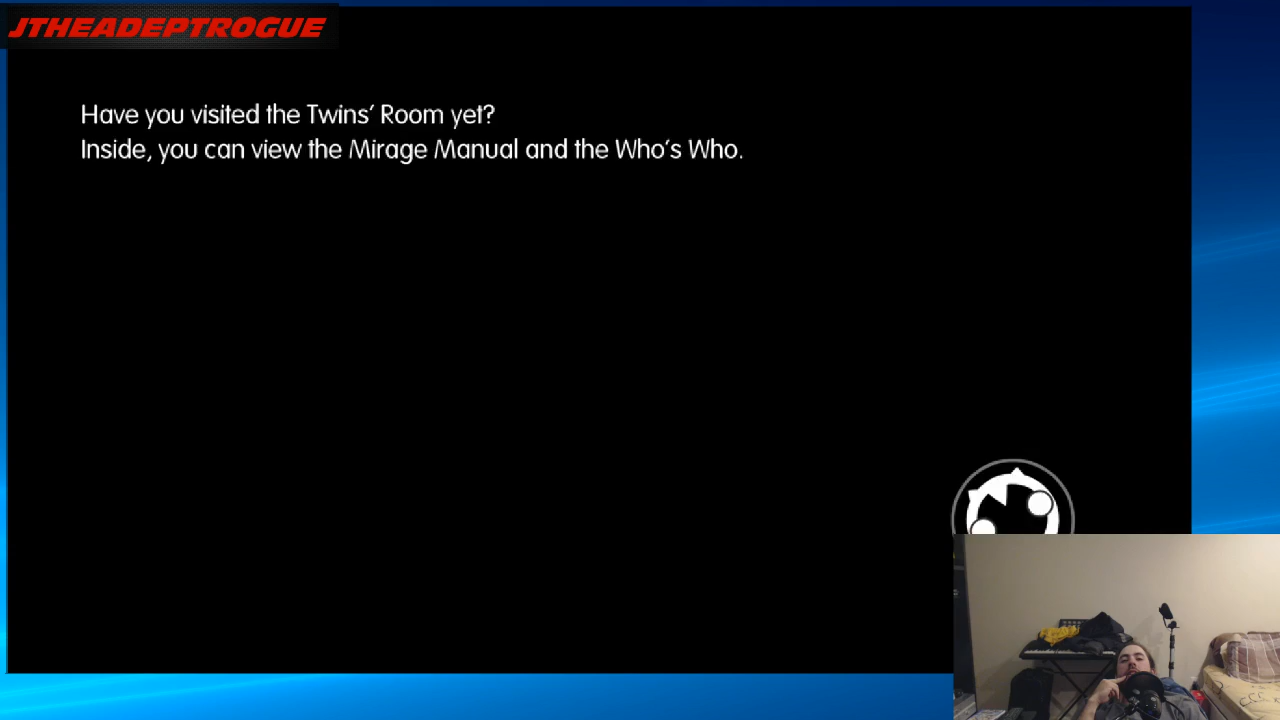 JTHEADEPTROGUE
Have you visited the Twins’ Room yet?
Inside, you can view the Mirage Manual and the Who’s Who.